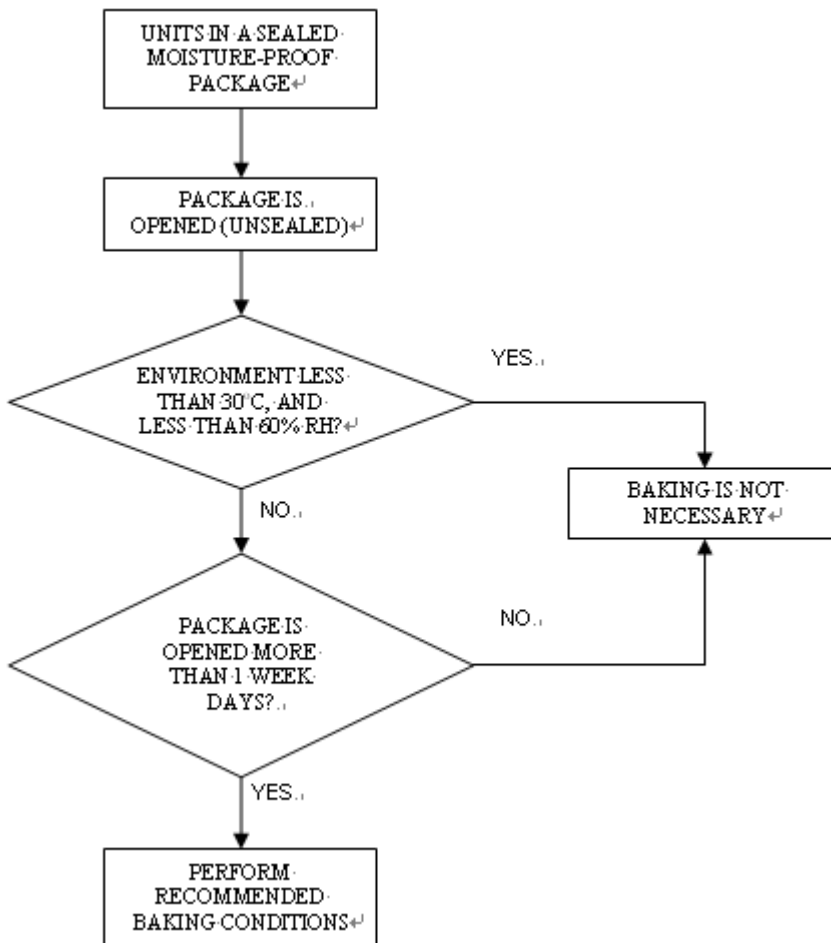 UNITS IN A SEALED
MOISTURE-PROOF
PACKAGE
PACKAGE IS
OPENED (UNSEALED)
ENVIRONMENT LESS
THAN 30°C, AND
LESS THAN 60% RH?
YES
BAKING IS NOT
NECESSARY
NO
PACKAGE IS
OPENED MORE
THAN 1 WEEK
DAYS?
NO
YES
PERFORM
RECOMMENDED
BAKING CONDITIONS